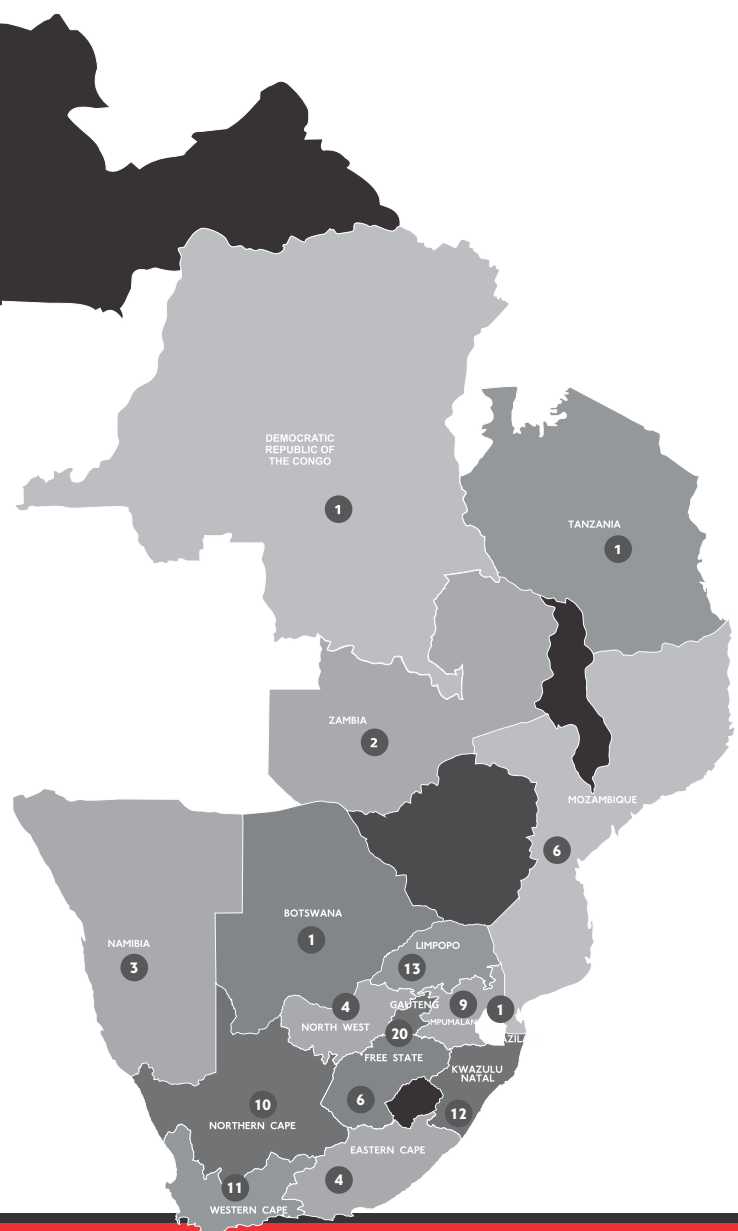 DEMOCRATIC
REPUBLIC OF
THE CONGO
1
TANZANIA
1
ZAMBIA
2
MOZAMBIQUE
6
BOTSWANA
1
NAMIBIA
3
LIMPOPO
13
GAUTENG
20
9
MPUMALAN
1
4
NORTH WEST
FREE STATE
6
KWAZULU
NATAL
12
10
NORTHERN CAPE
EASTERN CAPE
4
11
WESTERN CAPE